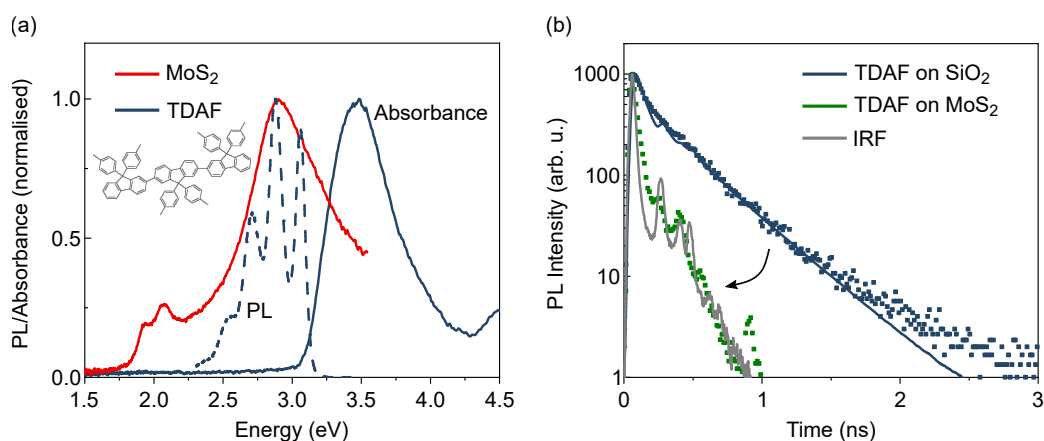 (a)
PL/Absorbance (normalised)
1.0
0.5
0.0
MoS₂
TDAF
Absorbance
PL
1.5 2.0 2.5 3.0 3.5 4.0 4.5
Energy (eV)
(b)
PL Intensity (arb. u.)
1000
100
10
1
TDAF on SiO₂
TDAF on MoS₂
IRF
0 1 2 3
Time (ns)